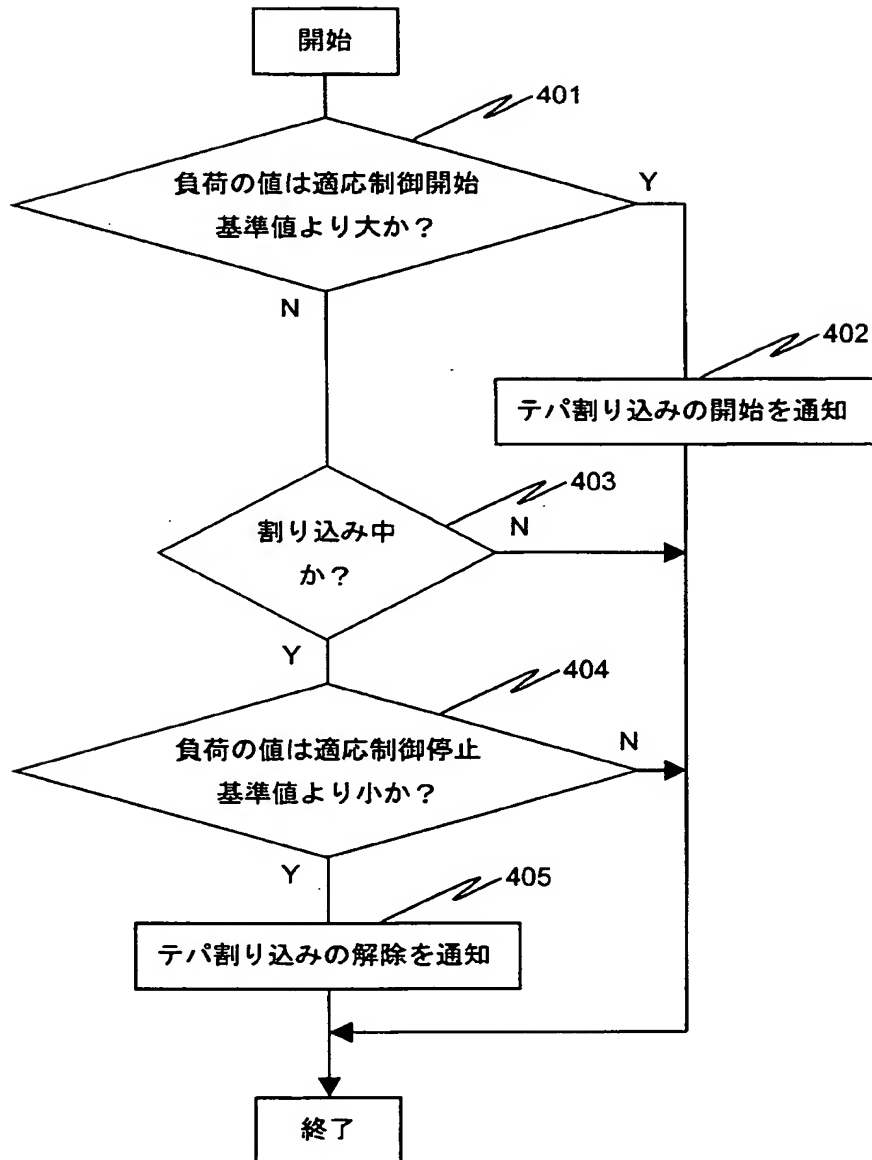 開始
401
負荷の値は適応制御開始
基準値より大か？
Y
N
402
テパ割り込みの開始を通知
403
割り込み中
か？
N
Y
404
負荷の値は適応制御停止
基準値より小か？
N
Y
405
テパ割り込みの解除を通知
終了